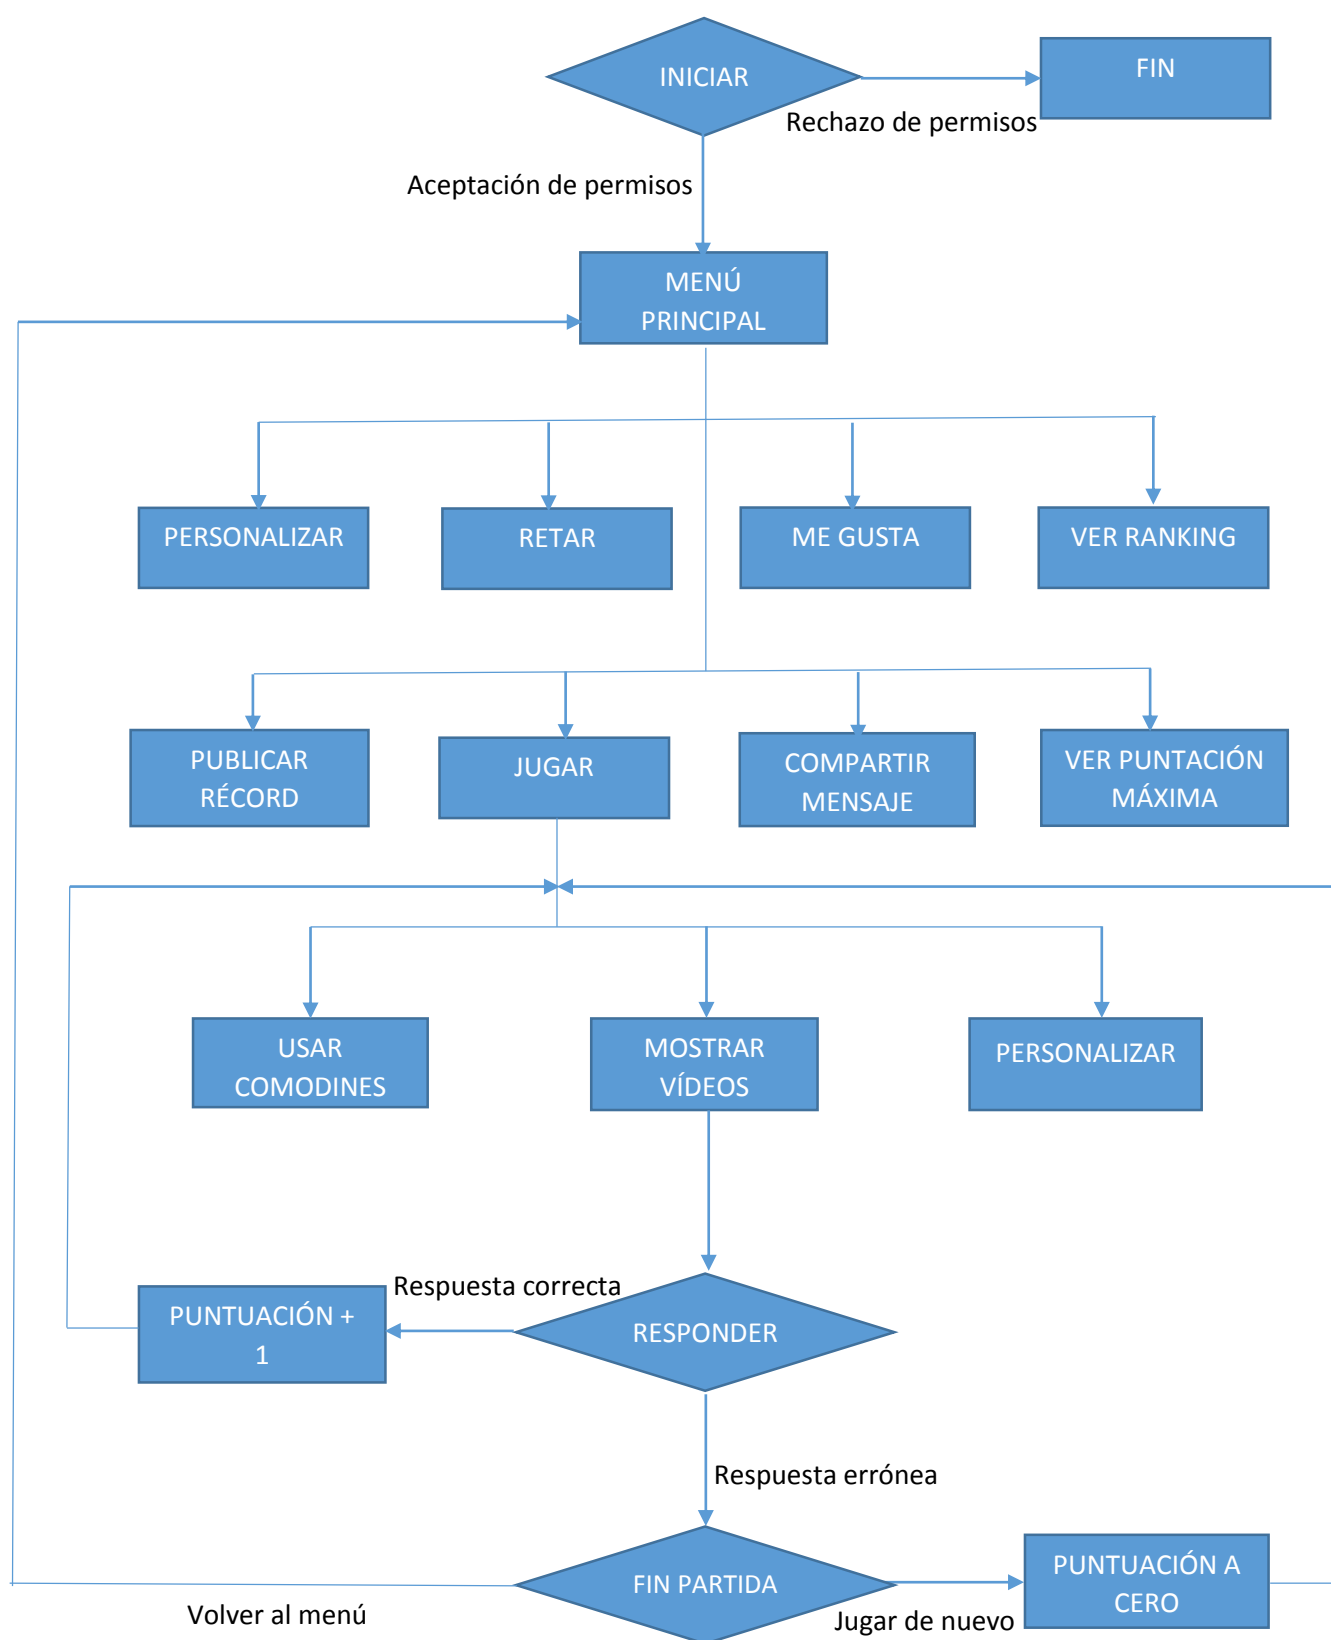 INICIAR
FIN
Rechazo de permisos
Aceptación de permisos
MENÚ
PRINCIPAL
PERSONALIZAR
RETAR
ME GUSTA
VER RANKING
PUBLICAR
RÉCORD
JUGAR
COMPARTIR
MENSAJE
VER PUNTACIÓN
MÁXIMA
USAR
COMODINES
MOSTRAR
VÍDEOS
PERSONALIZAR
Respuesta correcta
PUNTUACIÓN +
1
RESPONDER
Respuesta errónea
FIN PARTIDA
PUNTUACIÓN A
CERO
Volver al menú
Jugar de nuevo